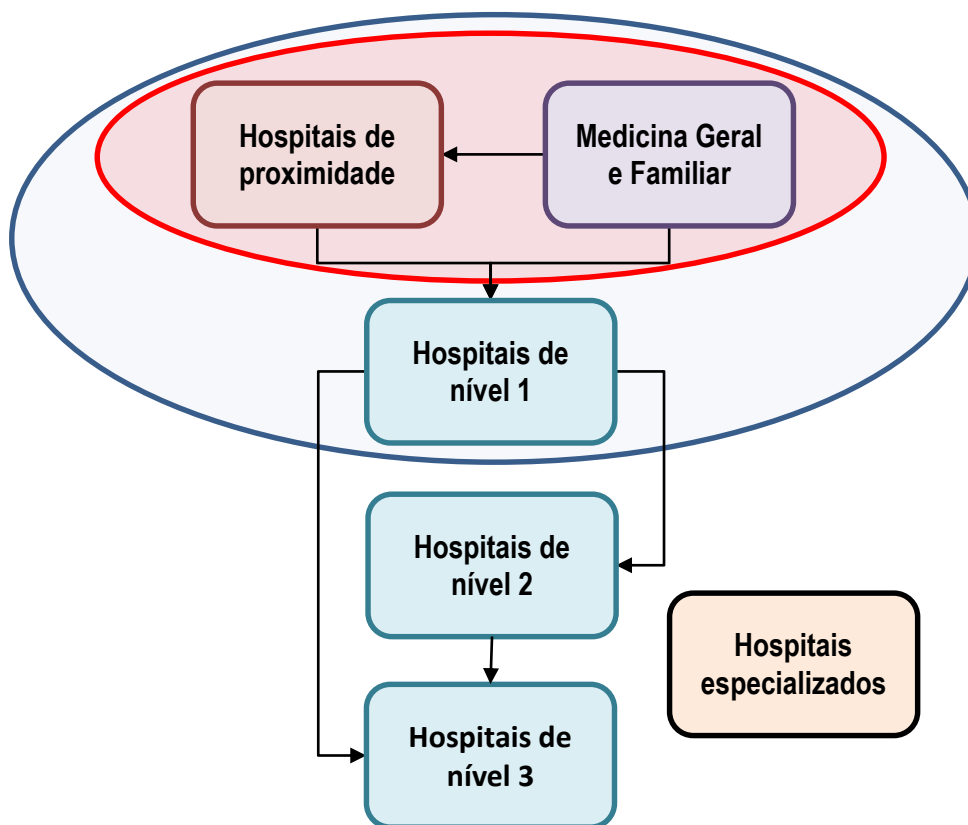 Hospitais de
proximidade
Medicina Geral
e Familiar
Hospitais de
nível 1
Hospitais de
nível 2
Hospitais
especializados
Hospitais de
nível 3